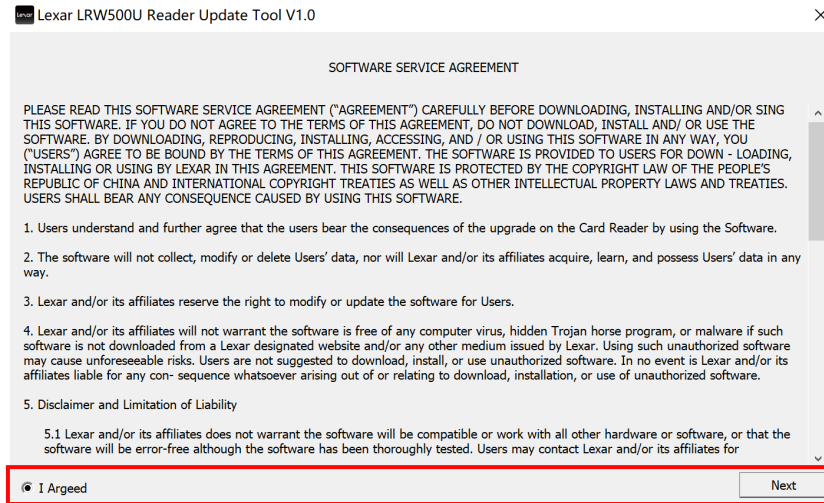 Lexar Lexar LRW500U Reader Update Tool V1.0
SOFTWARE SERVICE AGREEMENT
PLEASE READ THIS SOFTWARE SERVICE AGREEMENT (“AGREEMENT”) CAREFULLY BEFORE DOWNLOADING, INSTALLING AND/OR SING
THIS SOFTWARE. IF YOU DO NOT AGREE TO THE TERMS OF THIS AGREEMENT, DO NOT DOWNLOAD, INSTALL AND/ OR USE THE
SOFTWARE. BY DOWNLOADING, REPRODUCING, INSTALLING, ACCESSING, AND / OR USING THIS SOFTWARE IN ANY WAY, YOU
(“USERS”) AGREE TO BE BOUND BY THE TERMS OF THIS AGREEMENT. THE SOFTWARE IS PROVIDED TO USERS FOR DOWN - LOADING,
INSTALLING OR USING BY LEXAR IN THIS AGREEMENT. THIS SOFTWARE IS PROTECTED BY THE COPYRIGHT LAW OF THE PEOPLE’S
REPUBLIC OF CHINA AND INTERNATIONAL COPYRIGHT TREATIES AS WELL AS OTHER INTELLECTUAL PROPERTY LAWS AND TREATIES.
USERS SHALL BEAR ANY CONSEQUENCE CAUSED BY USING THIS SOFTWARE.
1. Users understand and further agree that the users bear the consequences of the upgrade on the Card Reader by using the Software.
2. The software will not collect, modify or delete Users’ data, nor will Lexar and/or its affiliates acquire, learn, and possess Users’ data in any
way.
3. Lexar and/or its affiliates reserve the right to modify or update the software for Users.
4. Lexar and/or its affiliates will not warrant the software is free of any computer virus, hidden Trojan horse program, or malware if such
software is not downloaded from a Lexar designated website and/or any other medium issued by Lexar. Using such unauthorized software
may cause unforeseeable risks. Users are not suggested to download, install, or use unauthorized software. In no event is Lexar and/or its
affiliates liable for any con- sequence whatsoever arising out of or relating to download, installation, or use of unauthorized software.
5. Disclaimer and Limitation of Liability
5.1 Lexar and/or its affiliates does not warrant the software will be compatible or work with all other hardware or software, or that the
software will be error-free although the software has been thoroughly tested. Users may contact Lexar and/or its affiliates for
I Argeed
Next